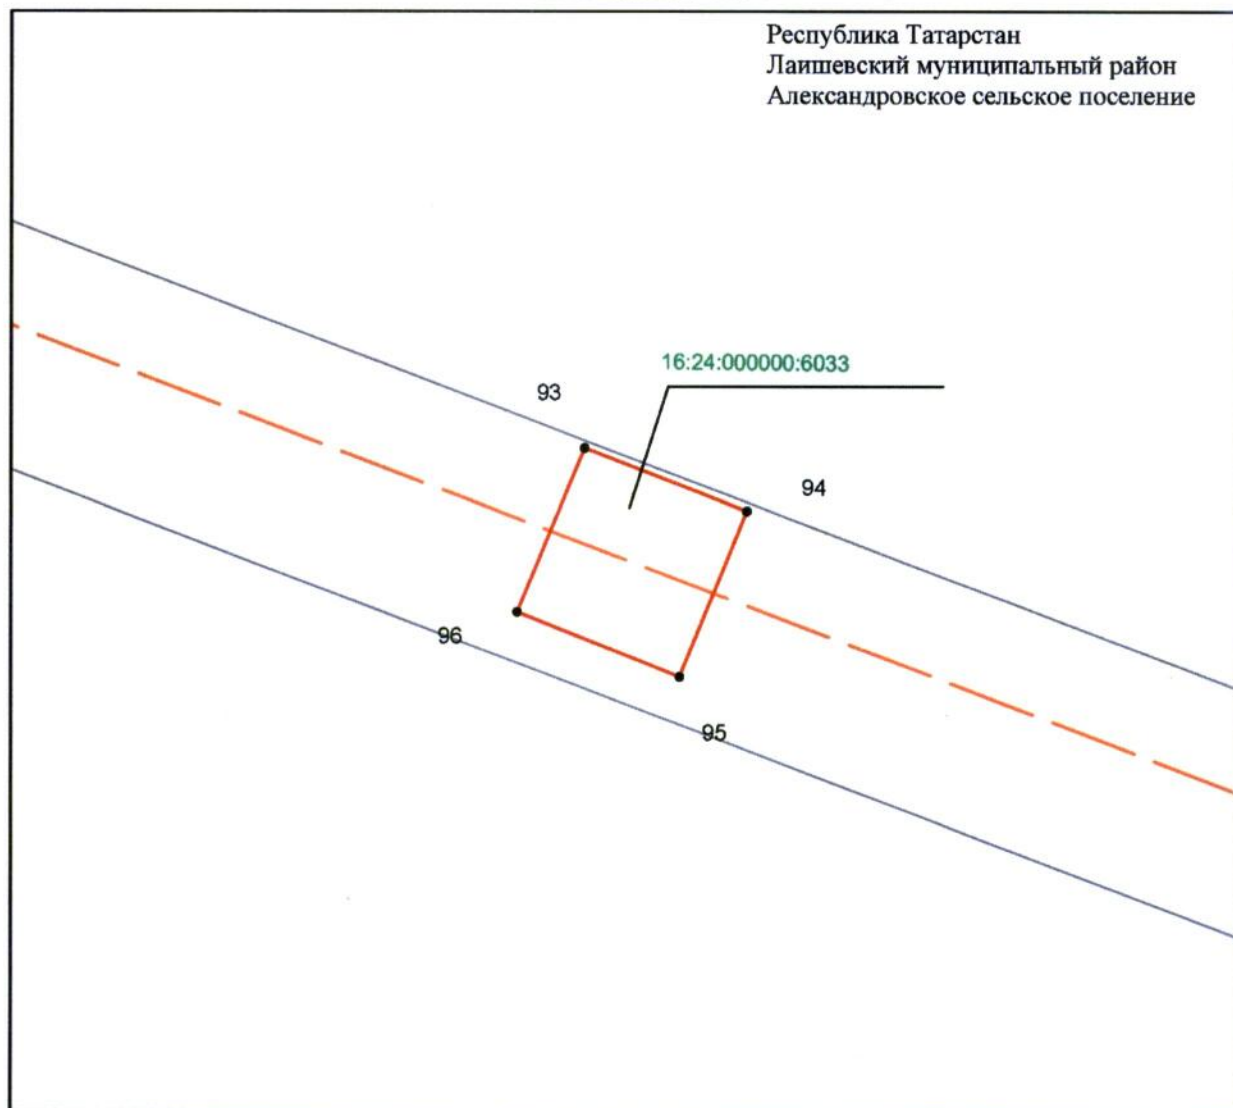 Республика Татарстан
Лаишевский муниципальный район
Александровское сельское поселение
16:24:000000:6033
93
94
96
95